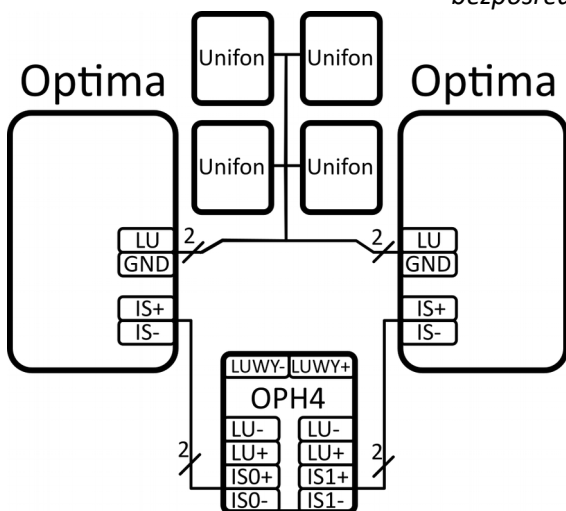 bezpośred
Unifon Unifon
Optima Optima
Unifon Unifon
2 2
LU LU
GND GND
IS+ IS+
IS- IS-
LUWY- LUWY+
OPH4
LU- LU-
2 LU+ LU+ 2
IS0+ IS1+
IS0- IS1-